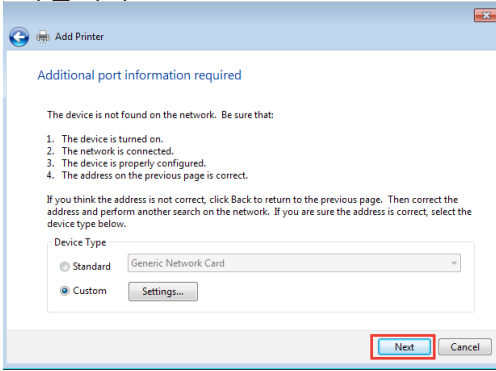 Add Printer
Additional port information required
The device is not found on the network. Be sure that:
1. The device is turned on.
2. The network is connected.
3. The device is properly configured.
4. The address on the previous page is correct.
If you think the address is not correct, click Back to return to the previous page. Then correct the
address and perform another search on the network. If you are sure the address is correct, select the
device type below.
Device Type
Standard Generic Network Card
Custom Settings...
Next Cancel